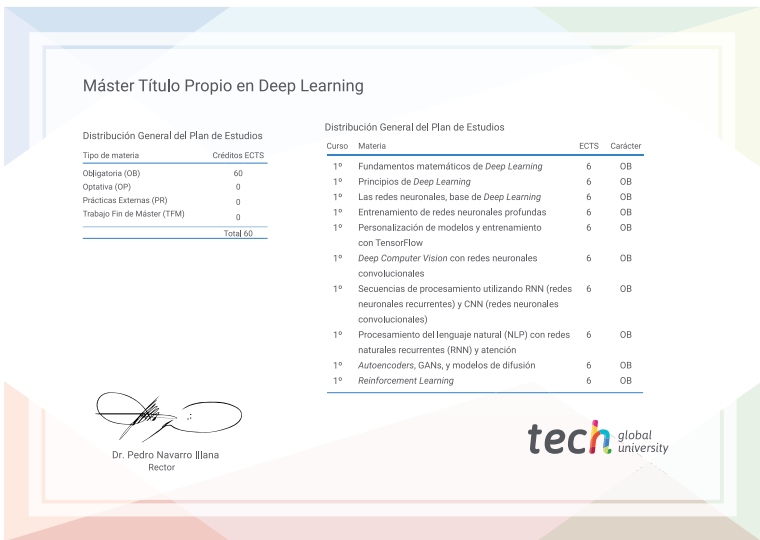 Máster Título Propio en Deep Learning
Distribución General del Plan de Estudios
Tipo de materia Créditos ECTS
Obligatoria (OB) 60
Optativa (OP) 0
Prácticas Externas (PR) 0
Trabajo Fin de Máster (TFM) 0
Total 60
Distribución General del Plan de Estudios
Curso Materia ECTS Carácter
1º Fundamentos matemáticos de Deep Learning 6 OB
1º Principios de Deep Learning 6 OB
1º Las redes neuronales, base de Deep Learning 6 OB
1º Entrenamiento de redes neuronales profundas 6 OB
1º Personalización de modelos y entrenamiento 6 OB
con TensorFlow
1º Deep Computer Vision con redes neuronales 6 OB
convolucionales
1º Secuencias de procesamiento utilizando RNN (redes 6 OB
neuronales recurrentes) y CNN (redes neuronales
convolucionales)
1º Procesamiento del lenguaje natural (NLP) con redes 6 OB
naturales recurrentes (RNN) y atención
1º Autoencoders, GANs, y modelos de difusión 6 OB
1º Reinforcement Learning 6 OB
Dr. Pedro Navarro Illana
Rector
tech global
university